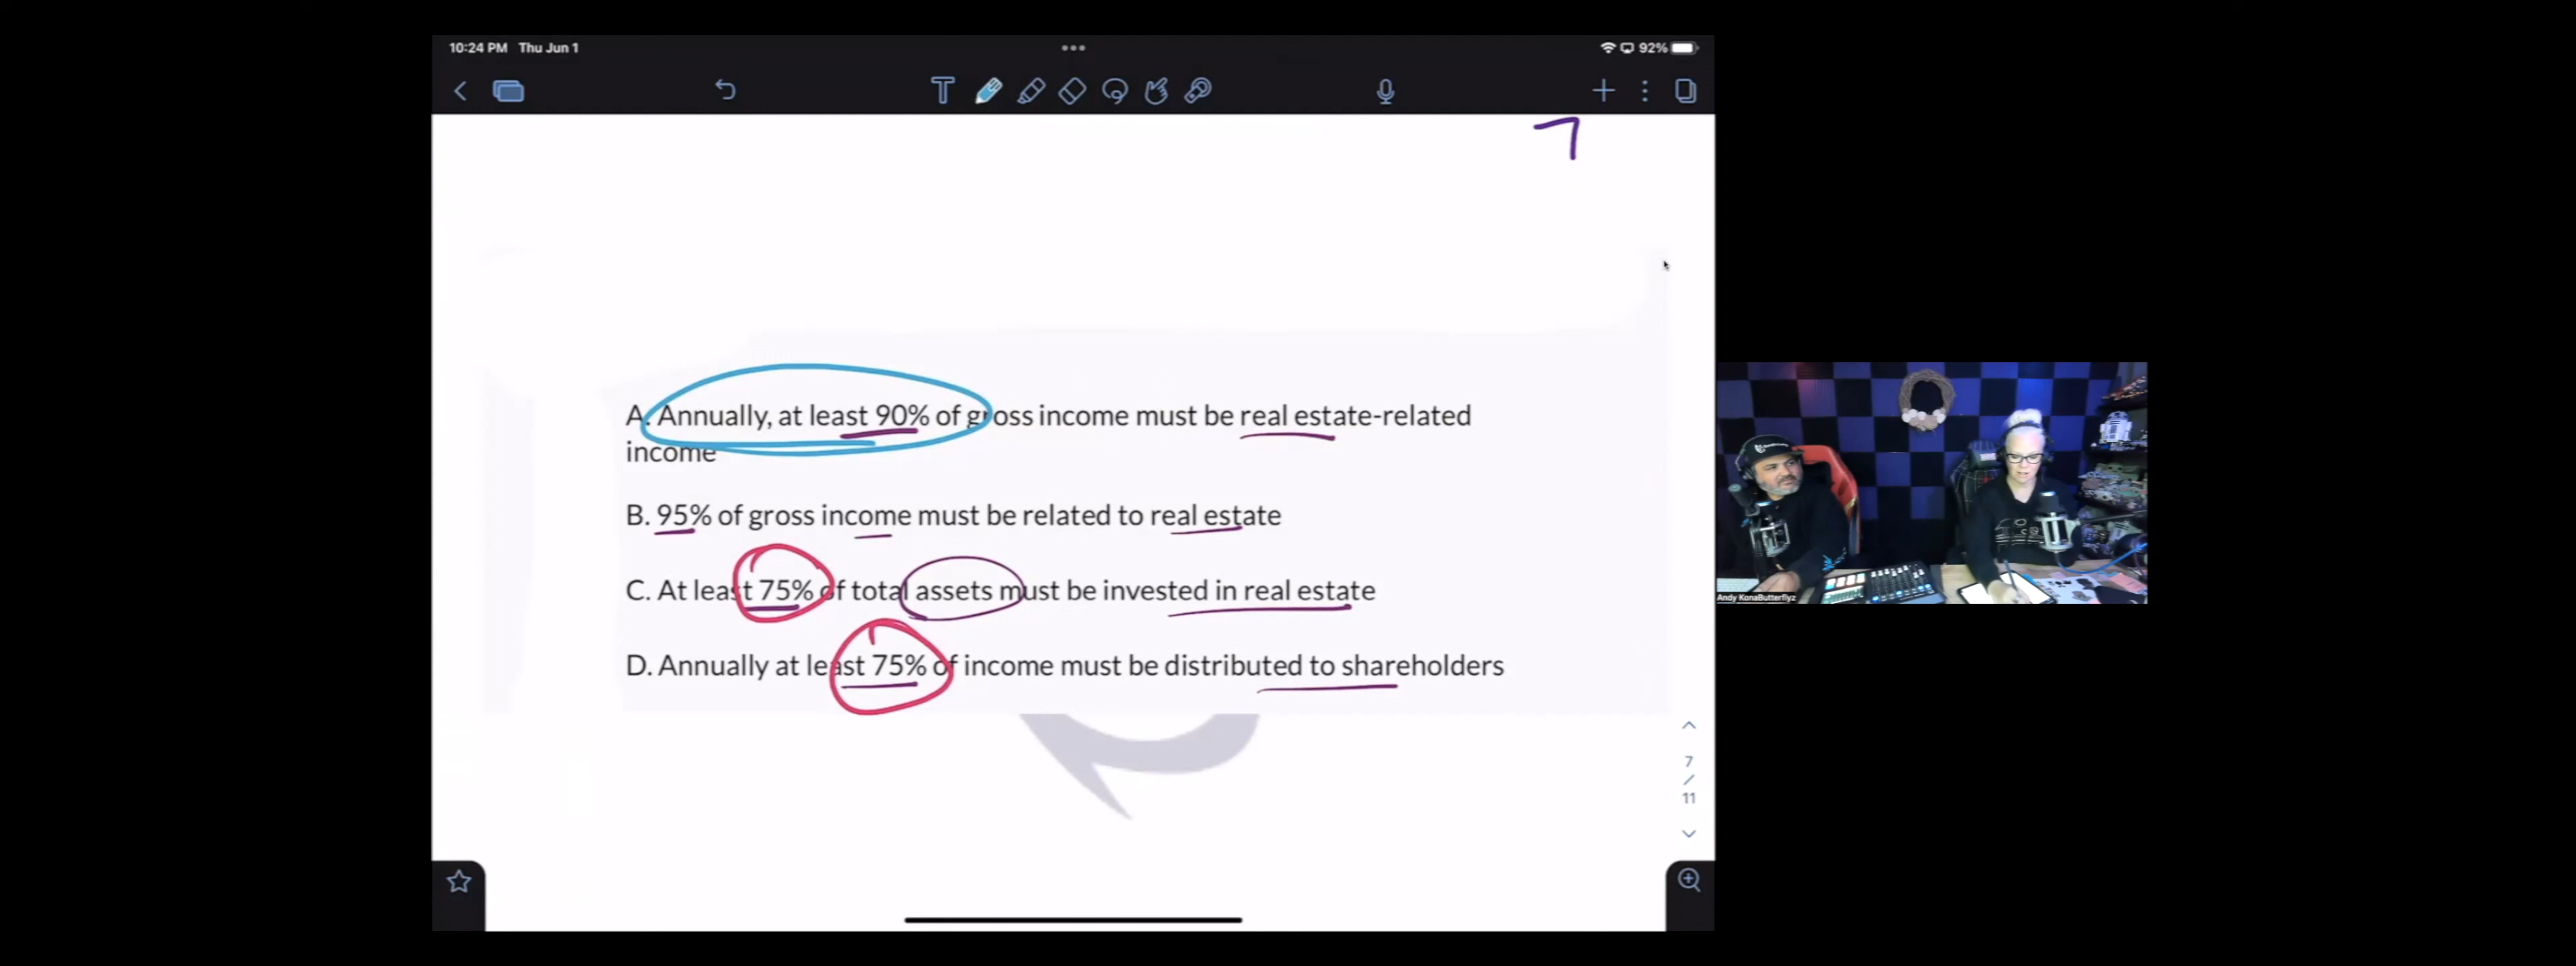 10:24 PM Thu Jun 1
92%
7
A. Annually, at least 90% of gross income must be real estate-related
income
B. 95% of gross income must be related to real estate
C. At least 75% of total assets must be invested in real estate
D. Annually at least 75% of income must be distributed to shareholders
7
/
11
Andy KonaButterflyz